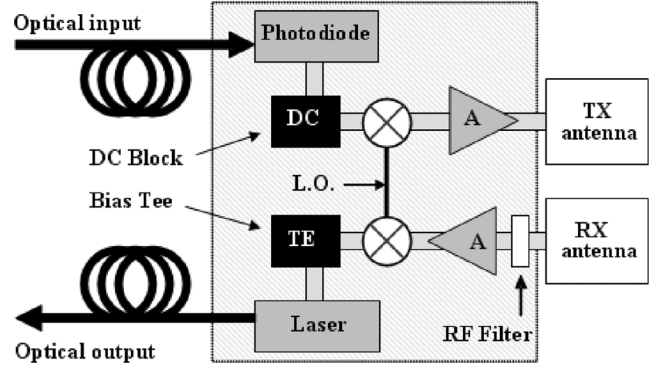 Optical input
Photodiode
DC
A
TX
antenna
DC Block
L.O.
Bias Tee
TE
A
RX
antenna
Laser
RF Filter
Optical output